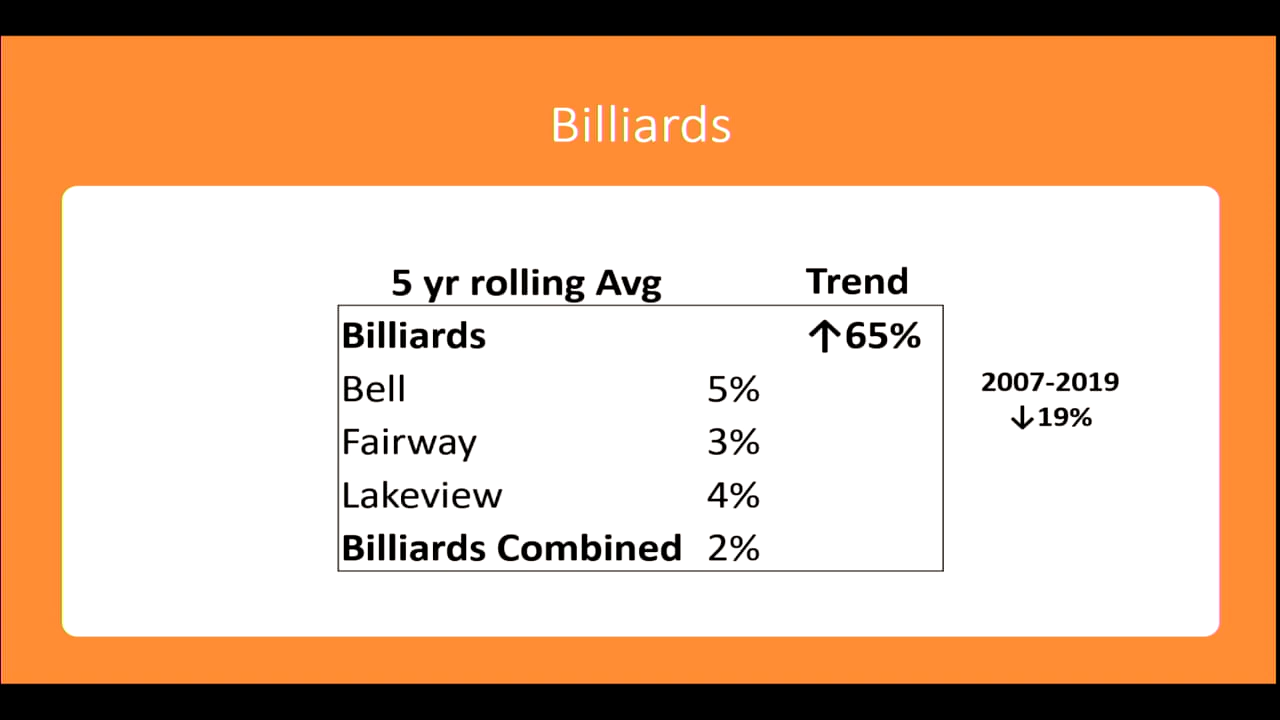 Billiards
5 yr rolling Avg Trend
Billiards ↑65%
Bell 5%
2007-2019
↓19%
Fairway 3%
Lakeview 4%
Billiards Combined 2%